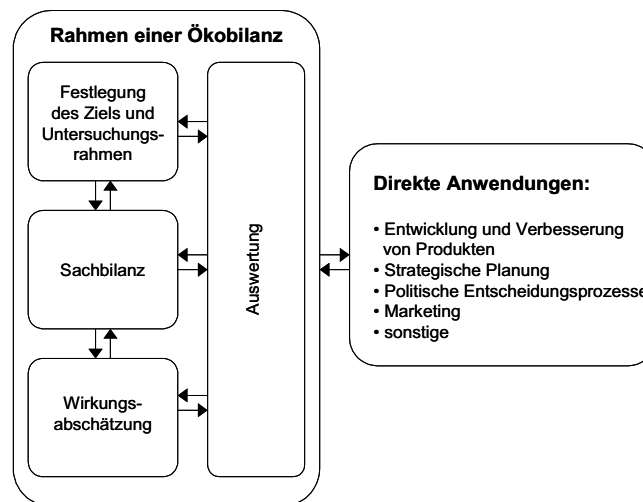 Rahmen einer Ökobilanz
Festlegung
des Ziels und
Untersuchungs-
rahmen
Sachbilanz
Wirkungs-
abschätzung
Auswertung
Direkte Anwendungen:
• Entwicklung und Verbesserung
von Produkten
• Strategische Planung
• Politische Entscheidungsprozesse
• Marketing
• sonstige